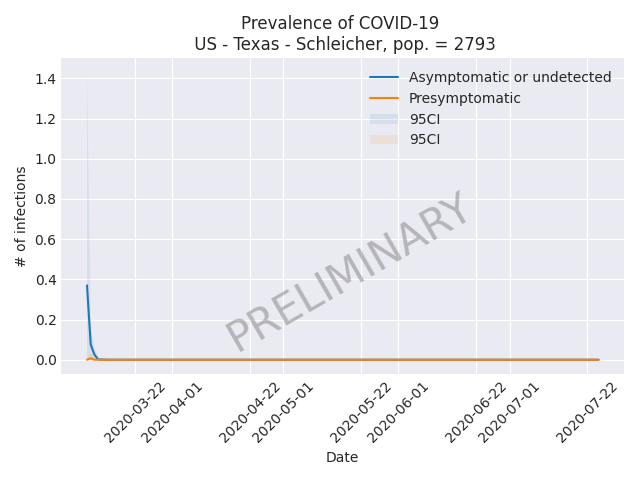 Prevalence of COVID-19
US - Texas - Schleicher, pop. = 2793
Asymptomatic or undetected
Presymptomatic
95CI
95CI
1.4
1.2
1.0
0.8
0.6
0.4
0.2
0.0
# of infections
PRELIMINARY
2020-03-22
2020-04-01
2020-04-22
2020-05-01
2020-05-22
2020-06-01
2020-06-22
2020-07-01
2020-07-22
Date